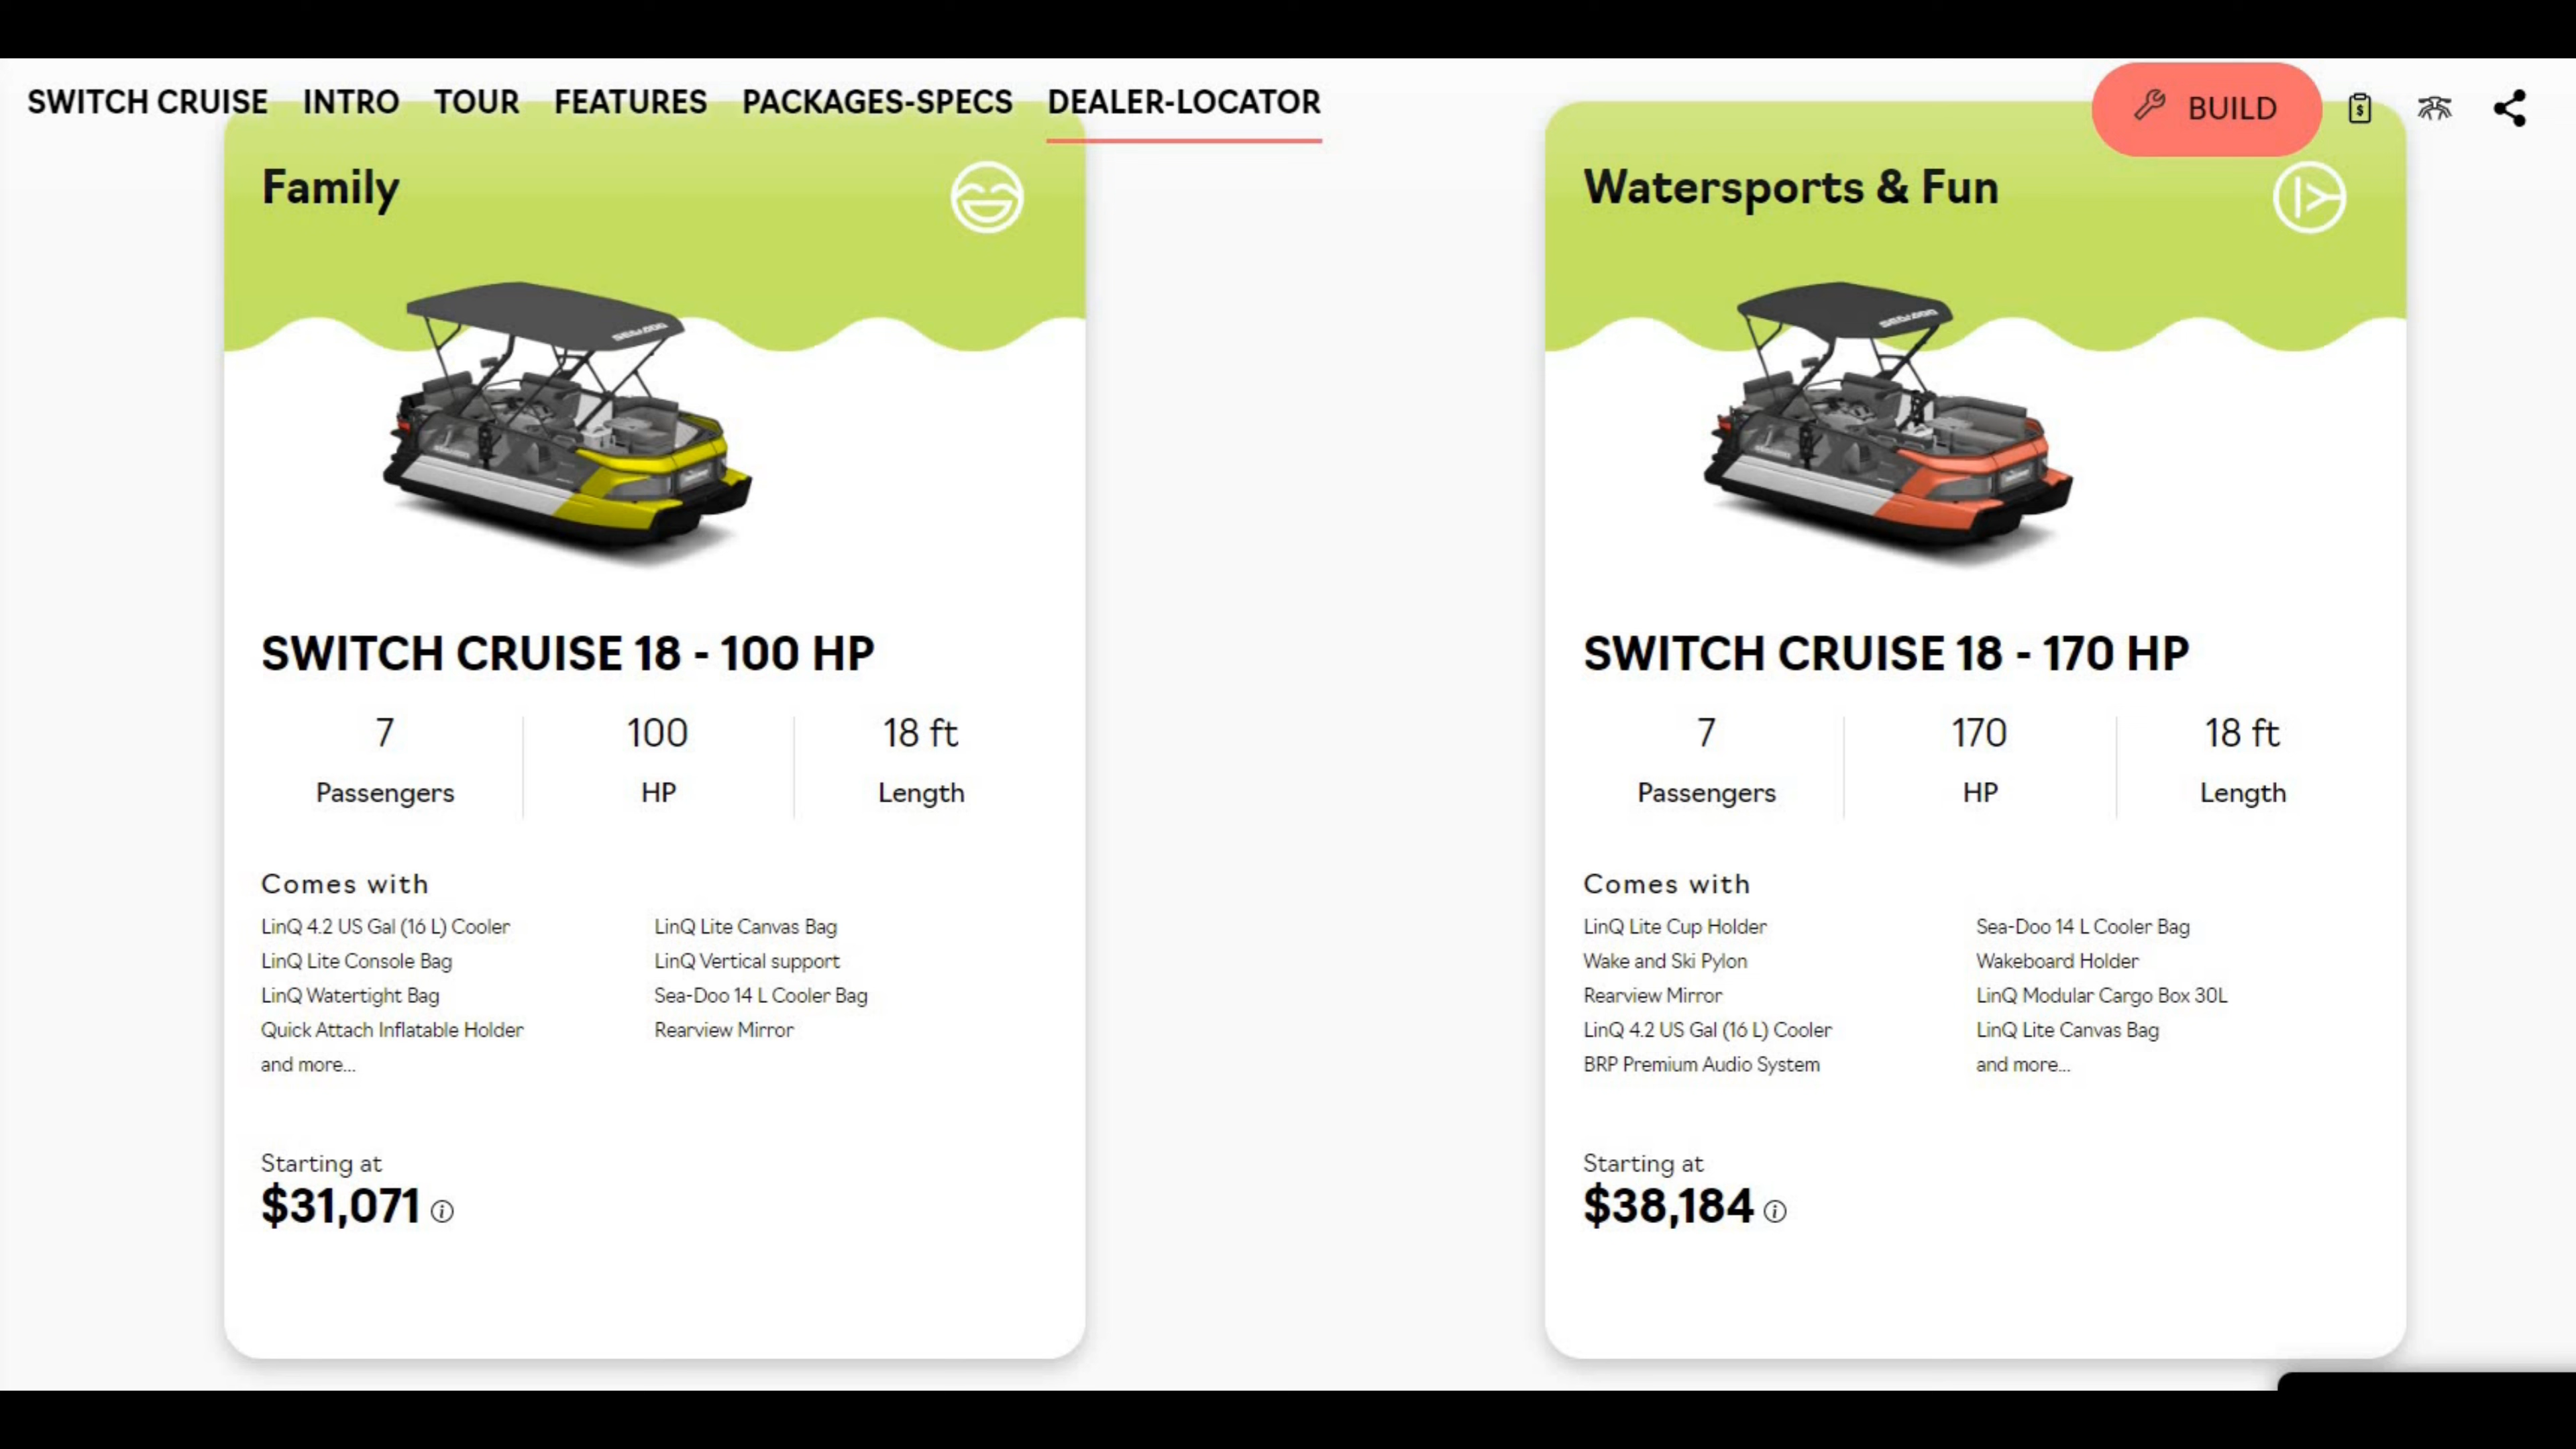 SWITCH CRUISE INTRO TOUR FEATURES PACKAGES-SPECS DEALER-LOCATOR BUILD
Family
SEA-DOO
SWITCH CRUISE 18 - 100 HP
7 100 18 ft
Passengers HP Length
Comes with
LinQ 4.2 US Gal (16 L) Cooler LinQ Lite Canvas Bag
LinQ Lite Console Bag LinQ Vertical support
LinQ Watertight Bag Sea-Doo 14 L Cooler Bag
Quick Attach Inflatable Holder Rearview Mirror
and more...
Starting at
$31,071
Watersports & Fun
SEA-DOO
SWITCH CRUISE 18 - 170 HP
7 170 18 ft
Passengers HP Length
Comes with
LinQ Lite Cup Holder Sea-Doo 14 L Cooler Bag
Wake and Ski Pylon Wakeboard Holder
Rearview Mirror LinQ Modular Cargo Box 30L
LinQ 4.2 US Gal (16 L) Cooler LinQ Lite Canvas Bag
BRP Premium Audio System and more...
Starting at
$38,184